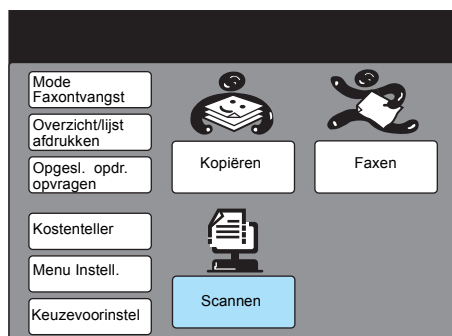 Mode
Faxontvangst
Overzicht/lijst
afdrukken
Opgesl. opdr.
opvragen
Kostenteller
Menu Instell.
Keuzevoorinstel
Kopiëren
Faxen
Scannen